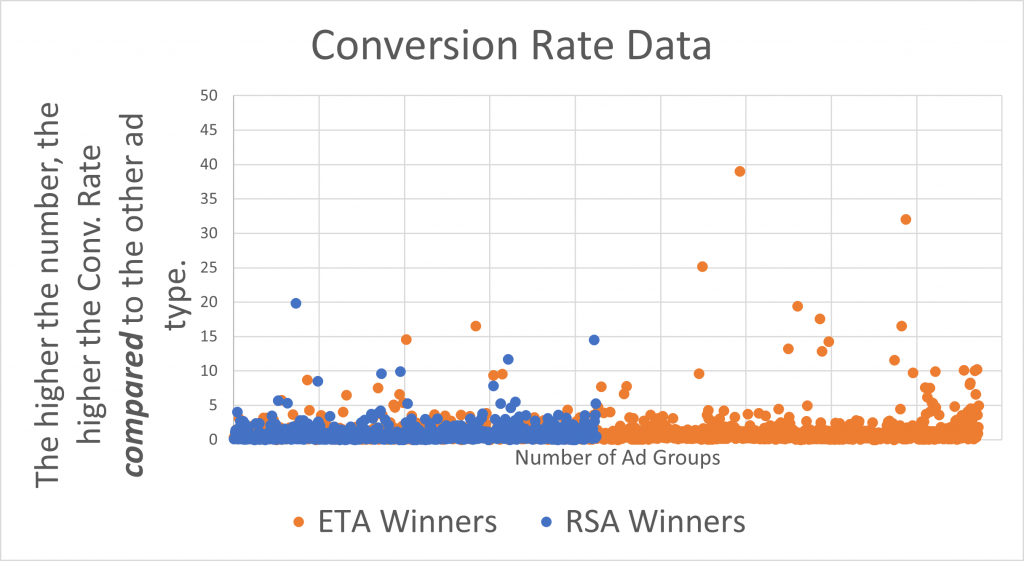 Conversion Rate Data
The higher the number, the
higher the Conv. Rate
compared to the other ad
type.
50
45
40
35
30
25
20
15
10
5
0
Number of Ad Groups
ETA Winners
RSA Winners